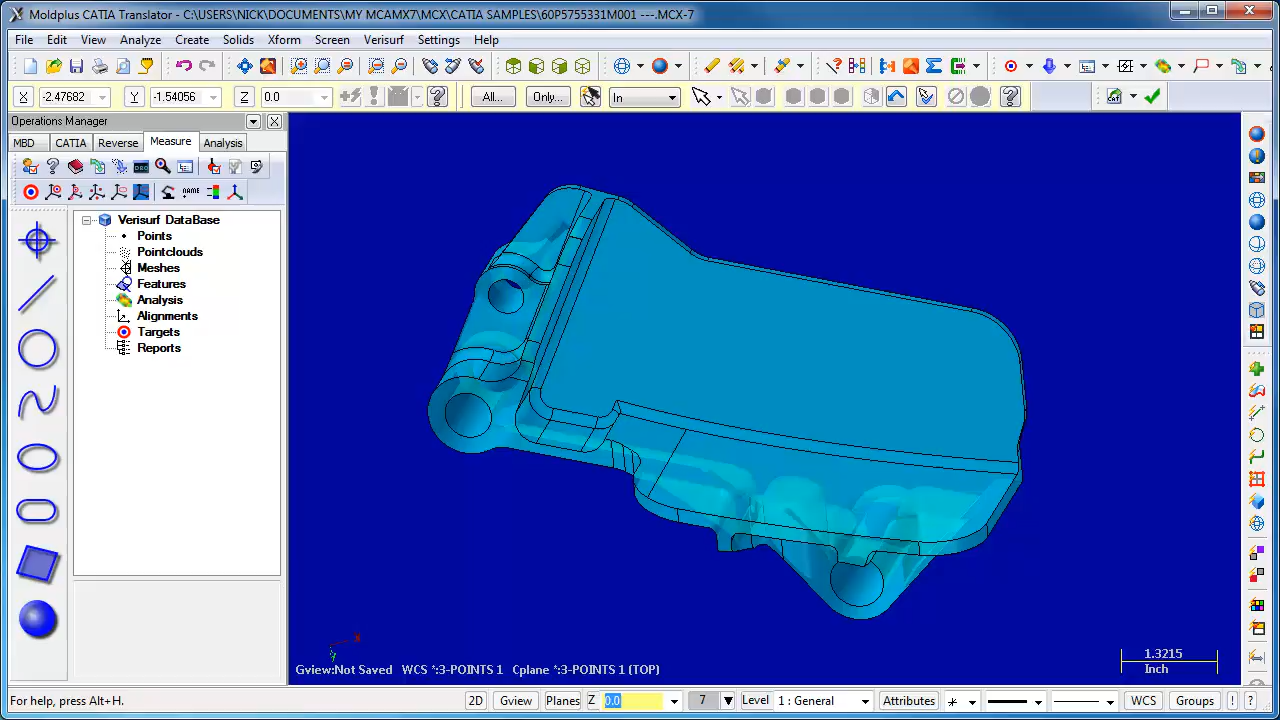 Moldplus CATIA Translator - C:\USERS\NICK\DOCUMENTS\MY MCAMX7\MCX\CATIA SAMPLES\60P5755331M001 ---.MCX-7
File Edit View Analyze Create Solids Xform Screen Verisurf Settings Help
X -2.47682 Y -1.54056 Z 0.0 All... Only... In
Operations Manager
MBD CATIA Reverse Measure Analysis
Verisurf DataBase
Points
Pointclouds
Meshes
Features
Analysis
Alignments
Targets
Reports
X
1.3215
Inch
Gview:Not Saved WCS *:3-POINTS 1 Cplane *:3-POINTS 1 (TOP)
For help, press Alt+H. 2D Gview Planes Z 0.0 7 Level 1 : General Attributes * WCS Groups ! ?